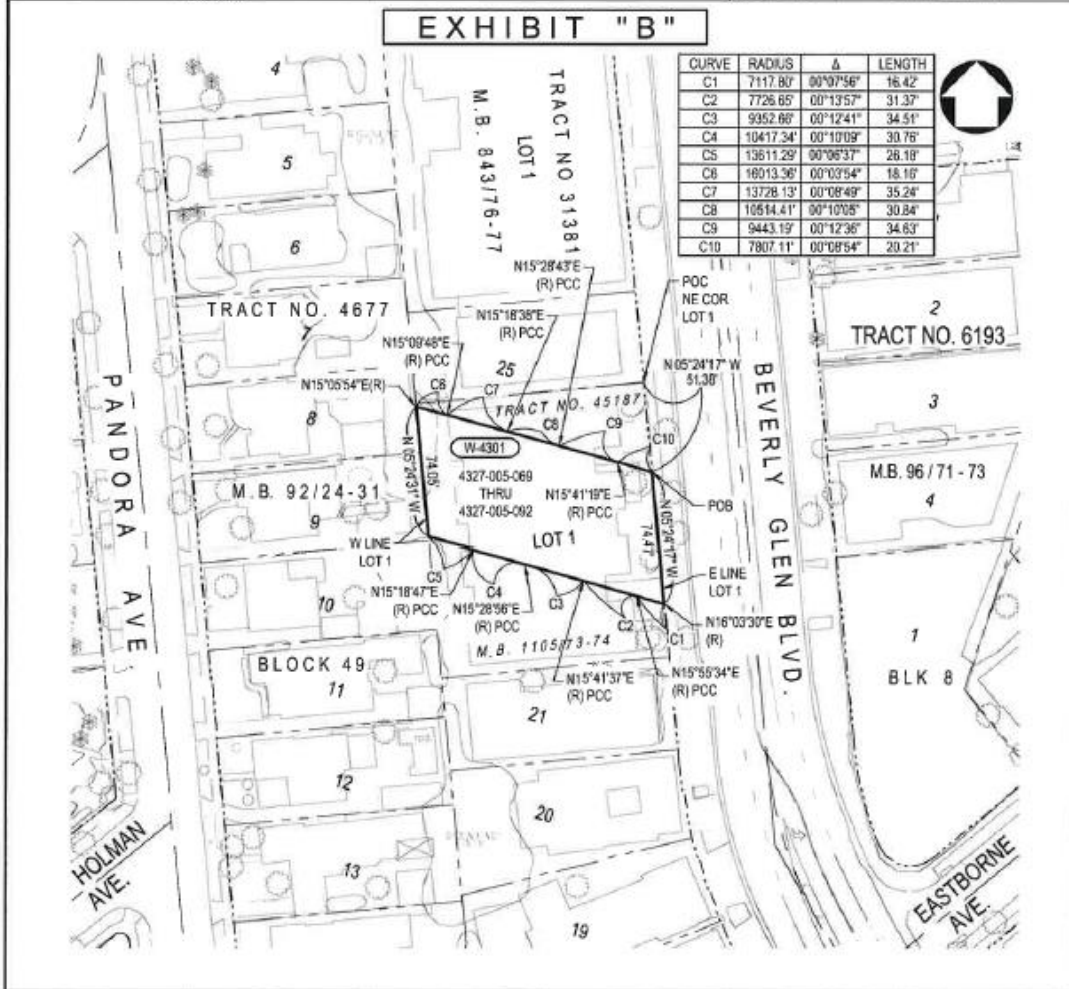 EXHIBIT "B"
CURVE RADIUS Δ LENGTH
C1 7117.80' 00°07'56" 16.42'
C2 7726.65' 00°13'57" 31.37'
C3 9352.66' 00°12'41" 34.51'
C4 10417.34' 00°10'09" 30.76'
C5 13611.29' 00°06'37" 26.18'
C6 16013.36' 00°03'54" 18.16'
C7 13728.13' 00°08'49" 35.24'
C8 10514.41' 00°10'05" 30.84'
C9 9443.19' 00°12'36" 34.63'
C10 7807.11' 00°08'54" 20.21'
4
5
6
TRACT NO 31381
LOT 1
M.B. 843/76-77
TRACT NO. 4677
N15°28'43"E
(R) PCC
N15°18'38"E
(R) PCC
N15°09'48"E
(R) PCC
N15°05'54"E(R)
POC
NE COR
LOT 1
N 05°24'17" W
51.38'
2
TRACT NO. 6193
3
M.B. 96/71-73
4
25
C6
C7
TRACT NO. 45187
C8
C9
C10
8
W-4301
4327-005-069
THRU
4327-005-092
N 05°24'31" W
74.05'
N15°41'19"E
(R) PCC
POB
M.B. 92/24-31
9
W LINE
LOT 1
LOT 1
N 05°24'17" W
74.47'
E LINE
LOT 1
PANDORA AVE
BEVERLY GLEN BLVD.
C5
C4
C3
C2
C1
N15°18'47"E
(R) PCC
N15°28'56"E
(R) PCC
N16°03'30"E
(R)
10
M.B. 1105/73-74
N15°41'37"E
(R) PCC
N15°55'34"E
(R) PCC
BLOCK 49
11
21
1
BLK 8
12
20
13
19
HOLMAN
AVE.
EASTBORNE
AVE.